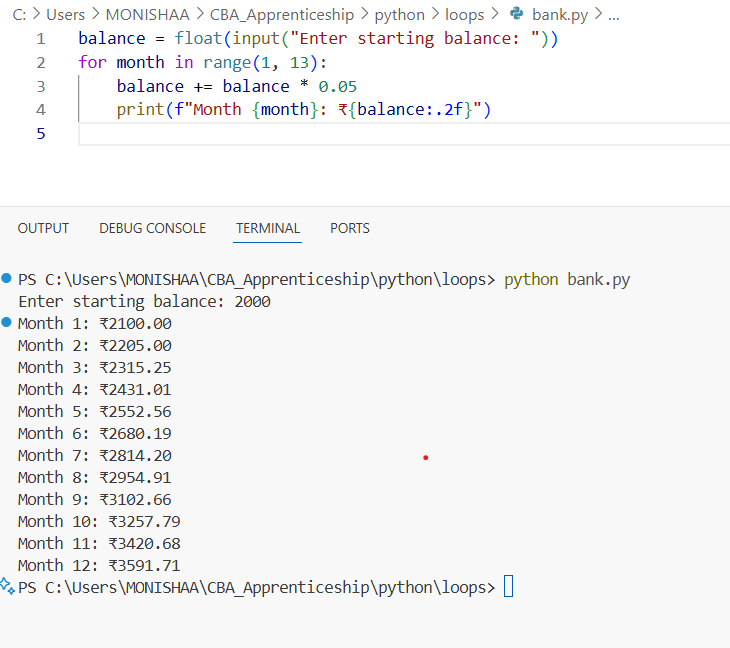 C: > Users > MONISHAA > CBA_Apprenticeship > python > loops > bank.py > ...
1 balance = float(input("Enter starting balance: "))
2 for month in range(1, 13):
3     balance += balance * 0.05
4     print(f"Month {month}: ₹{balance:.2f}")
5
OUTPUT DEBUG CONSOLE TERMINAL PORTS
PS C:\Users\MONISHAA\CBA_Apprenticeship\python\loops> python bank.py
Enter starting balance: 2000
Month 1: ₹2100.00
Month 2: ₹2205.00
Month 3: ₹2315.25
Month 4: ₹2431.01
Month 5: ₹2552.56
Month 6: ₹2680.19
Month 7: ₹2814.20
Month 8: ₹2954.91
Month 9: ₹3102.66
Month 10: ₹3257.79
Month 11: ₹3420.68
Month 12: ₹3591.71
PS C:\Users\MONISHAA\CBA_Apprenticeship\python\loops>